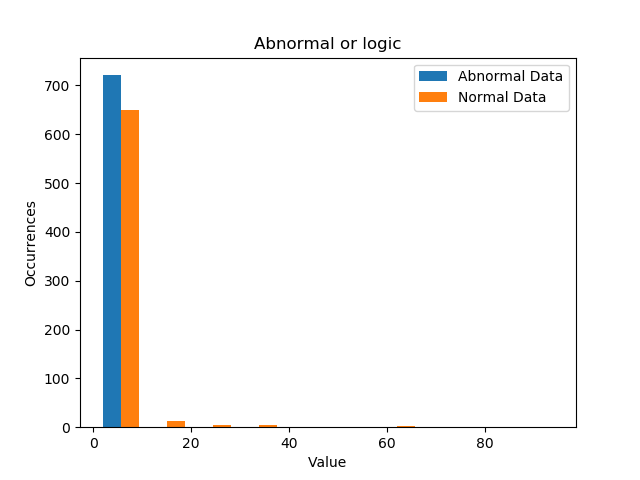 Abnormal or logic
Abnormal Data
Normal Data
700
600
500
400
300
200
100
0
Occurrences
0 20 40 60 80
Value